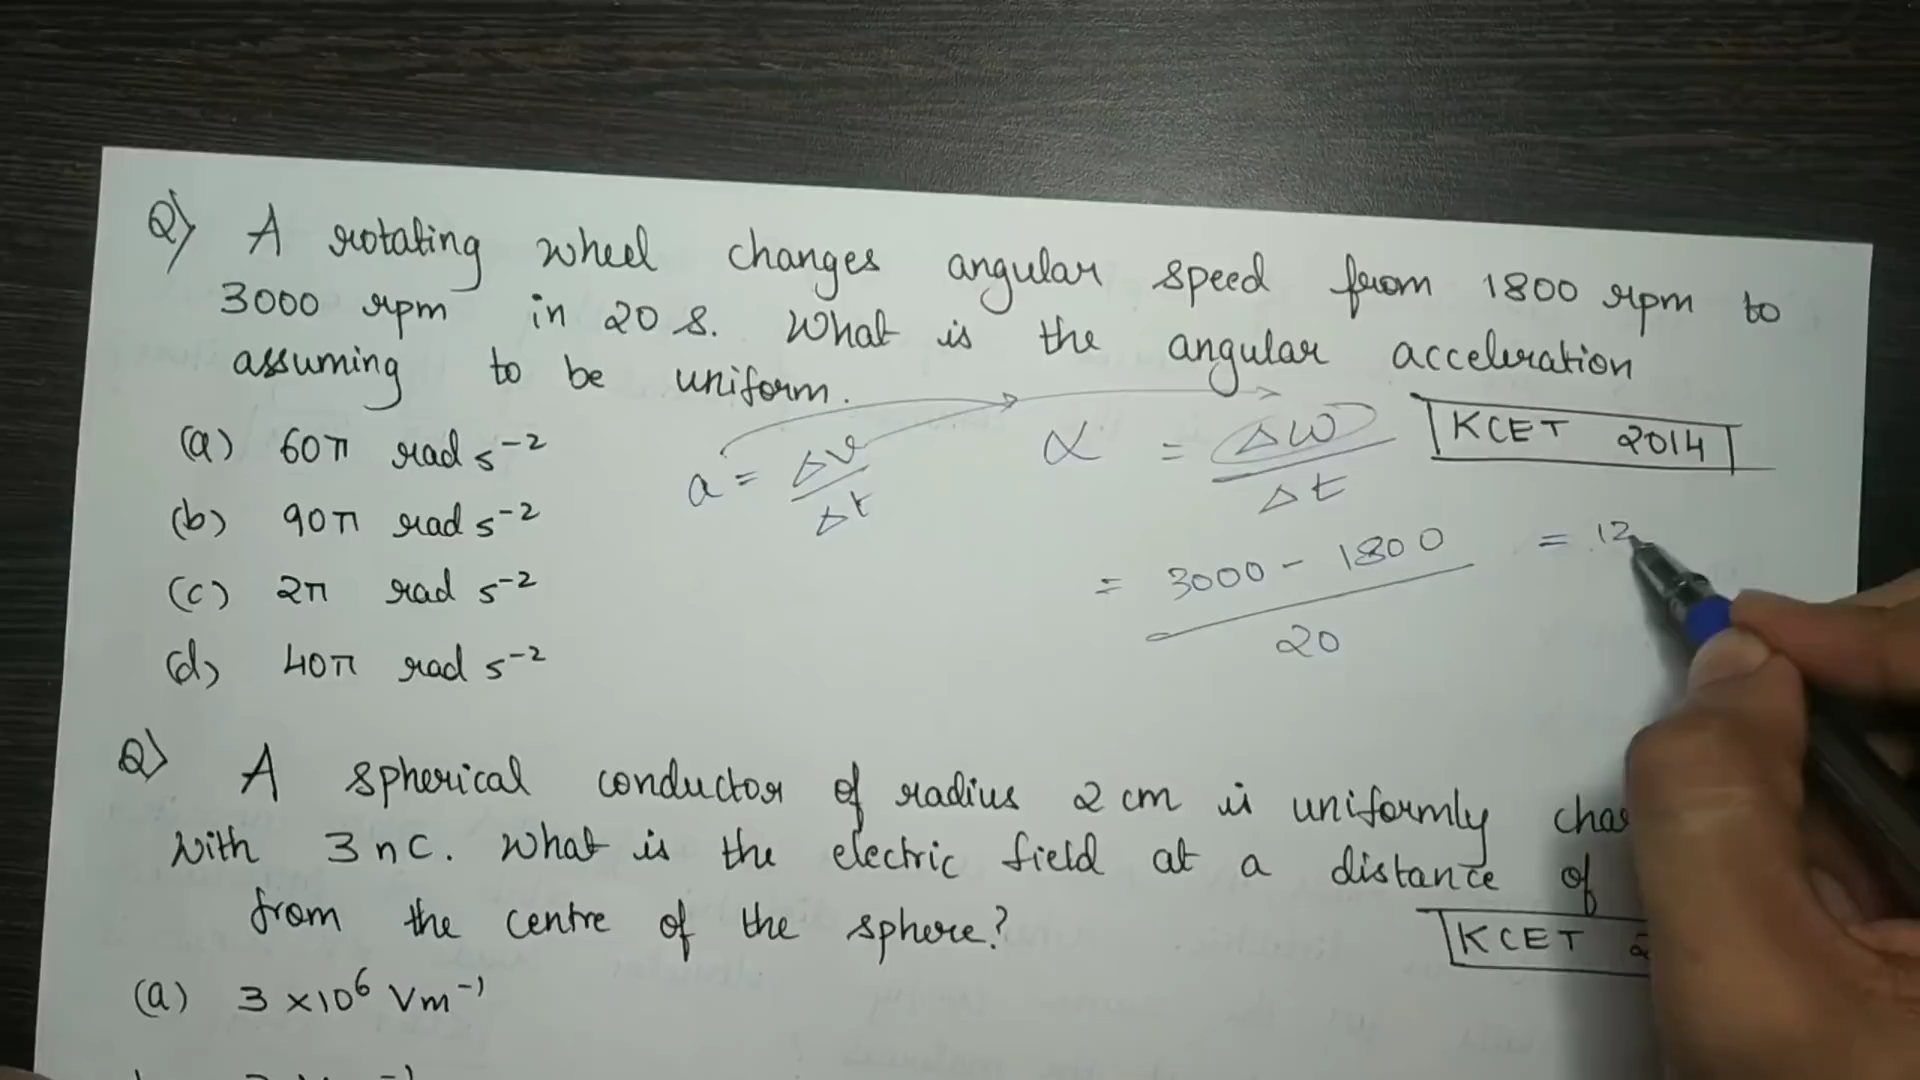 Q) A rotating wheel changes angular speed from 1800 rpm to
3000 rpm in 20 s. What is the angular acceleration
assuming to be uniform.
(a) 60π rad s⁻²
(b) 90π rad s⁻²
(c) 2π rad s⁻²
(d) 40π rad s⁻²
a = Δv/Δt
α = Δω/Δt
KCET 2014
= 3000 - 1800 / 20 = 12
Q) A spherical conductor of radius 2 cm is uniformly
with 3 nC. What is the electric field at a distance of
from the centre of the sphere?
KCET
(a) 3 × 10⁶ Vm⁻¹